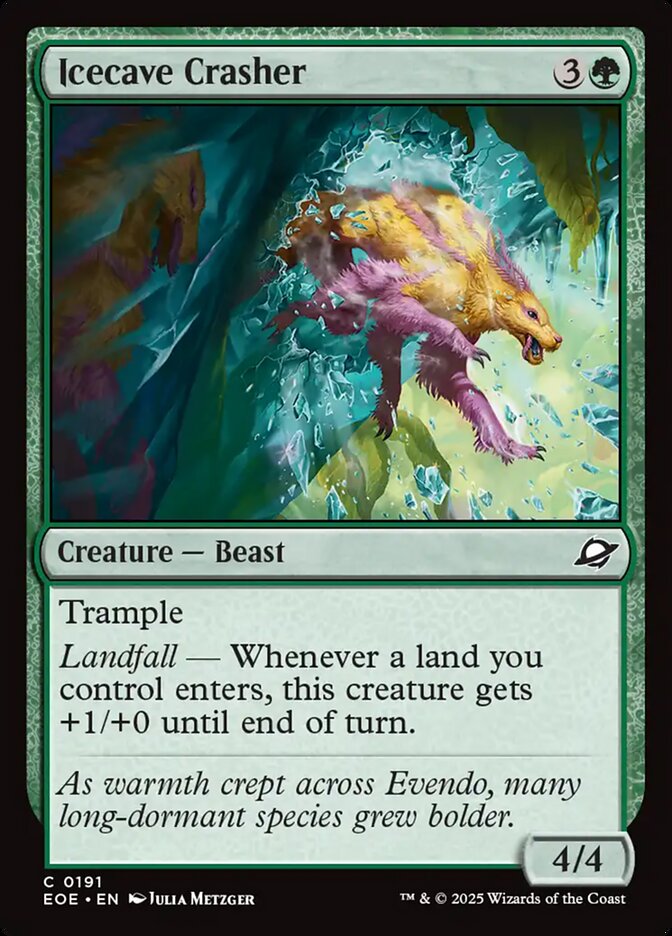 Icecave Crasher 3
Creature — Beast
Trample
Landfall — Whenever a land you
control enters, this creature gets
+1/+0 until end of turn.
As warmth crept across Evendo, many
long-dormant species grew bolder.
4/4
C 0191
EOE • EN Julia Metzger
™ & © 2025 Wizards of the Coast